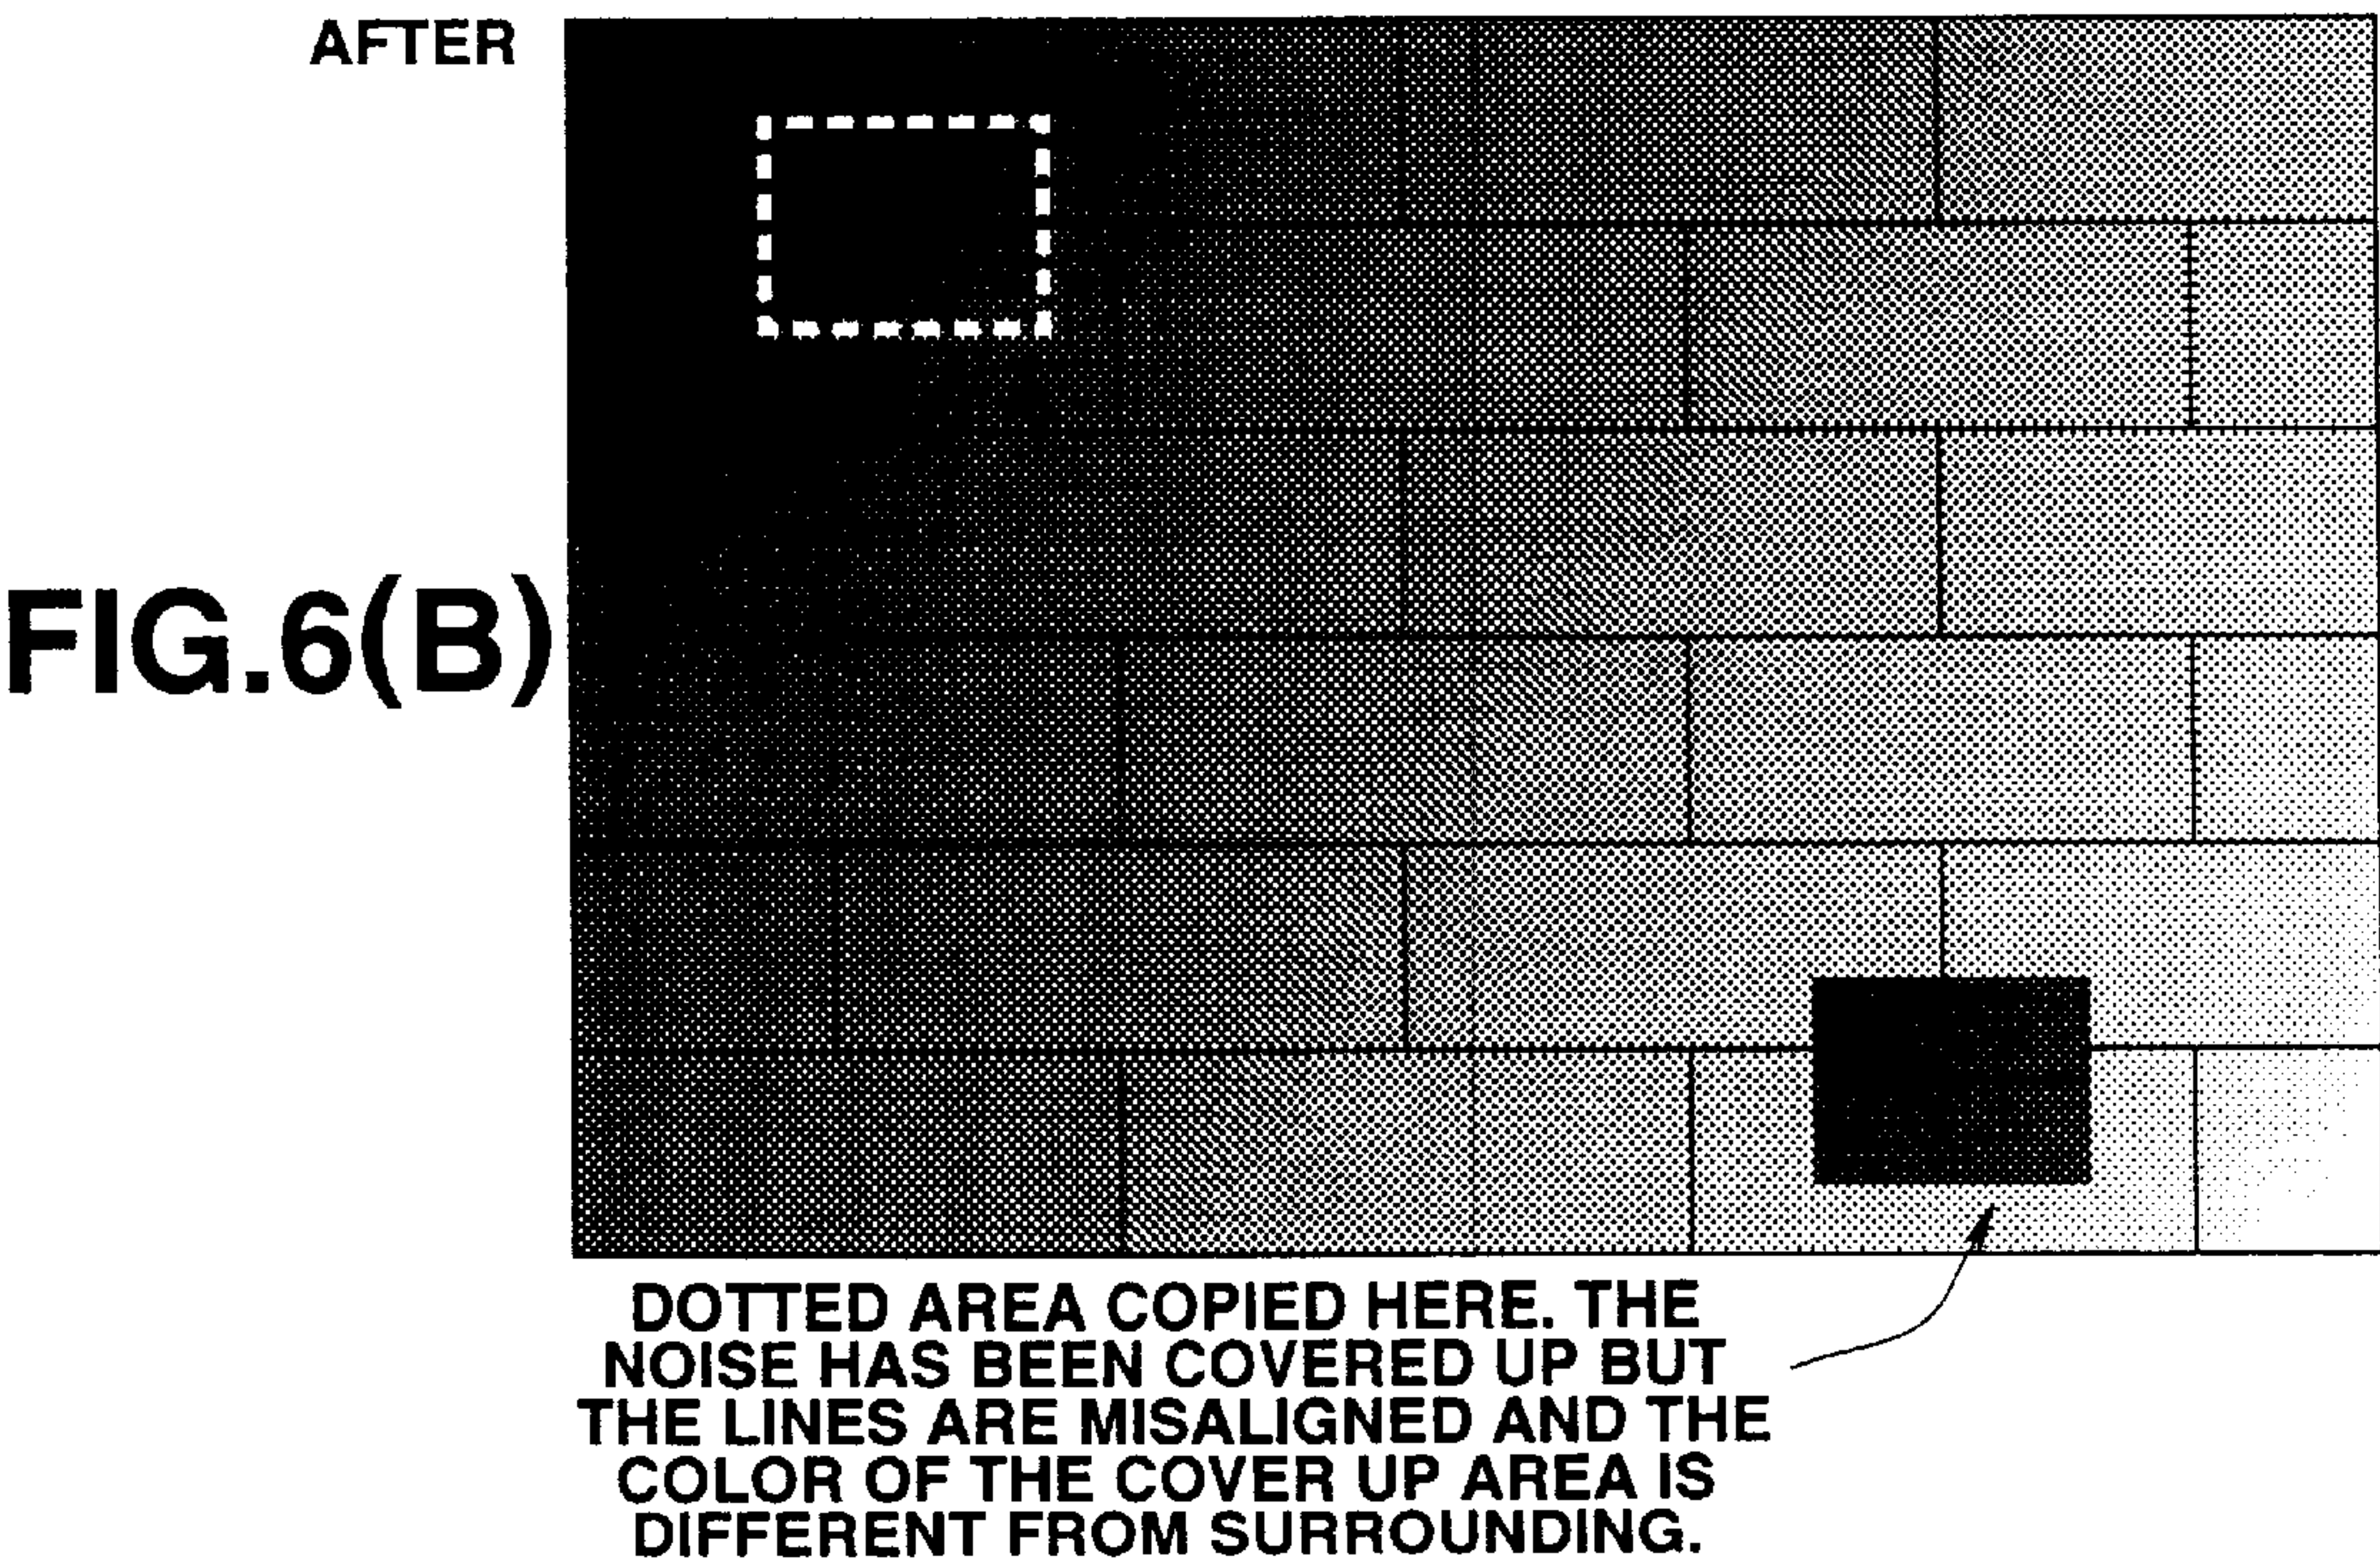 AFTER
FIG.6(B)
DOTTED AREA COPIED HERE. THE
NOISE HAS BEEN COVERED UP BUT
THE LINES ARE MISALIGNED AND THE
COLOR OF THE COVER UP AREA IS
DIFFERENT FROM SURROUNDING.